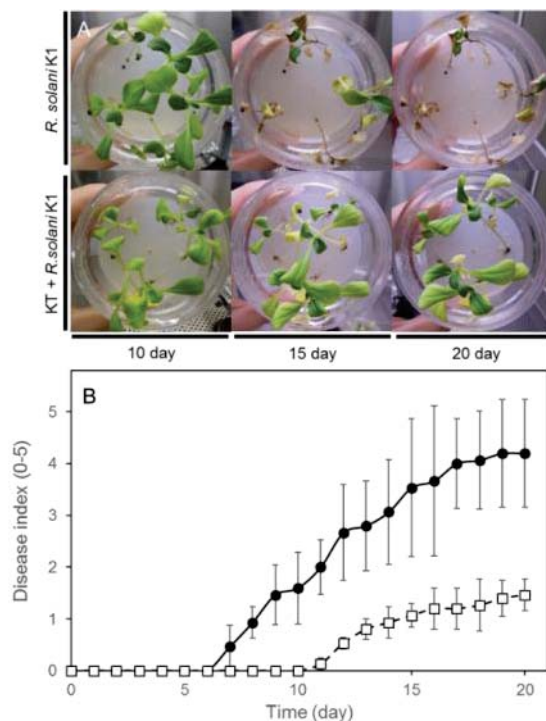 A
R. solani K1
KT + R.solani K1
10 day
15 day
20 day
B
Disease index (0-5)
5
4
3
2
1
0
0
5
10
15
20
Time (day)